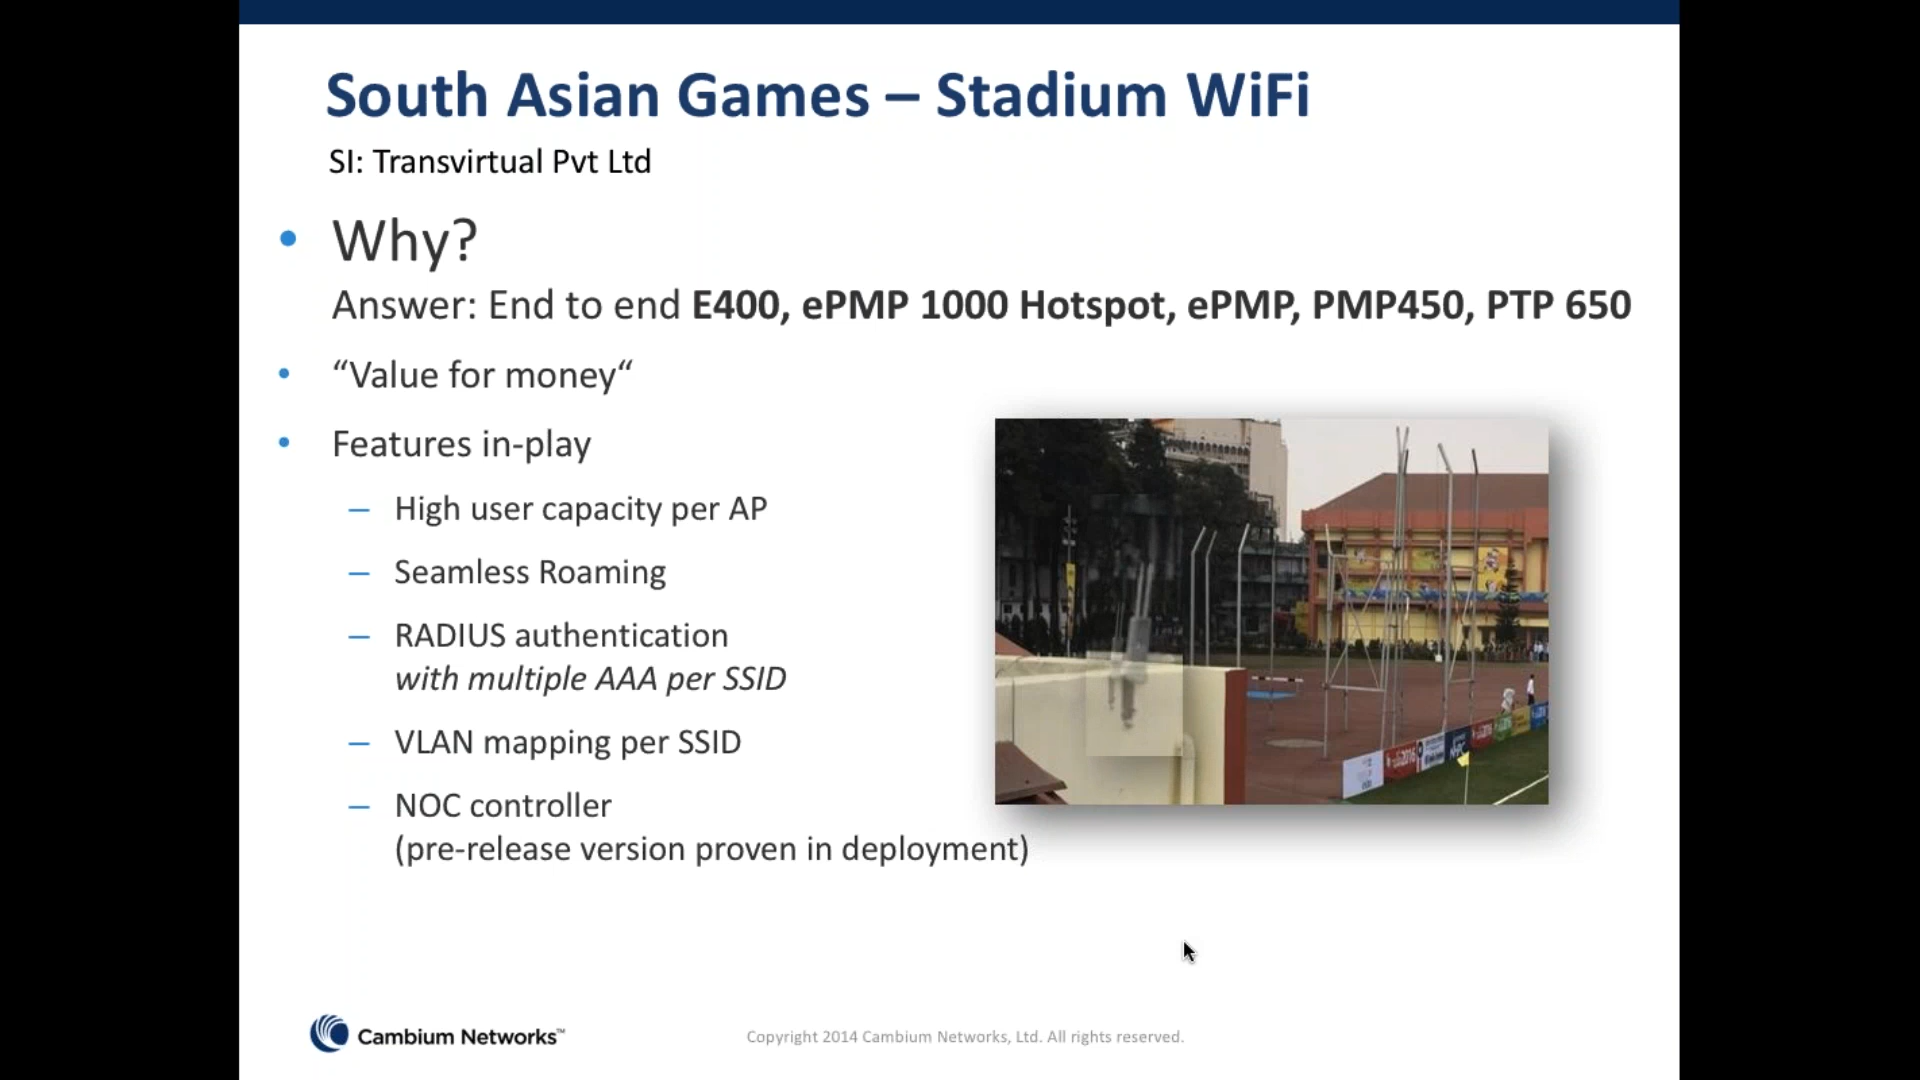 South Asian Games – Stadium WiFi
SI: Transvirtual Pvt Ltd
• Why?
Answer: End to end E400, ePMP 1000 Hotspot, ePMP, PMP450, PTP 650
• “Value for money“
• Features in-play
– High user capacity per AP
– Seamless Roaming
– RADIUS authentication
with multiple AAA per SSID
– VLAN mapping per SSID
– NOC controller
(pre-release version proven in deployment)
Cambium Networks™
Copyright 2014 Cambium Networks, Ltd. All rights reserved.